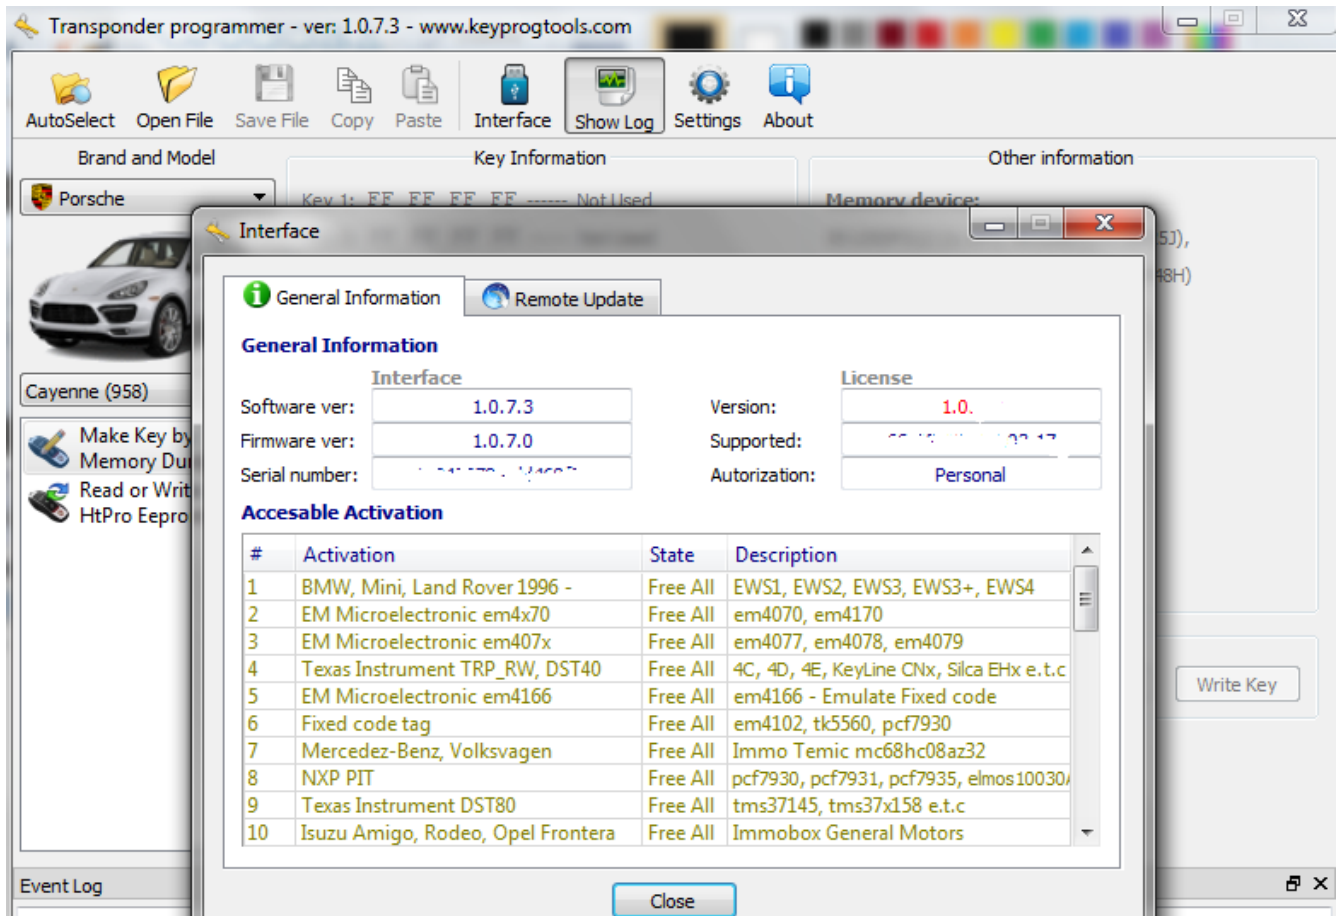 Transponder programmer - ver: 1.0.7.3 - www.keyprogtools.com
AutoSelect Open File Save File Copy Paste Interface Show Log Settings About
Brand and Model Key Information Other information
Porsche Key 1: FF FF FF FF ------ Not Used Memory device:
Interface
5J),
48H)
General Information Remote Update
General Information
Interface License
Cayenne (958)
Software ver: 1.0.7.3 Version: 1.0.
Make Key by
Firmware ver: 1.0.7.0 Supported:
Memory Du
Serial number: Autorization: Personal
Read or Writ
HtPro Eepro
Accesable Activation
# Activation State Description
1 BMW, Mini, Land Rover 1996 - Free All EWS1, EWS2, EWS3, EWS3+, EWS4
2 EM Microelectronic em4x70 Free All em4070, em4170
3 EM Microelectronic em407x Free All em4077, em4078, em4079
4 Texas Instrument TRP_RW, DST40 Free All 4C, 4D, 4E, KeyLine CNx, Silca EHx e.t.c
5 EM Microelectronic em4166 Free All em4166 - Emulate Fixed code
Write Key
6 Fixed code tag Free All em4102, tk5560, pcf7930
7 Mercedez-Benz, Volksvagen Free All Immo Temic mc68hc08az32
8 NXP PIT Free All pcf7930, pcf7931, pcf7935, elmos10030A
9 Texas Instrument DST80 Free All tms37145, tms37x158 e.t.c
10 Isuzu Amigo, Rodeo, Opel Frontera Free All Immobox General Motors
Event Log
Close